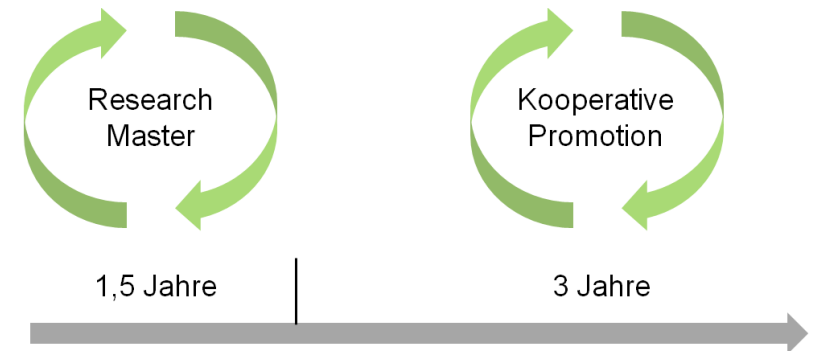 Research
Master
Kooperative
Promotion
1,5 Jahre
3 Jahre